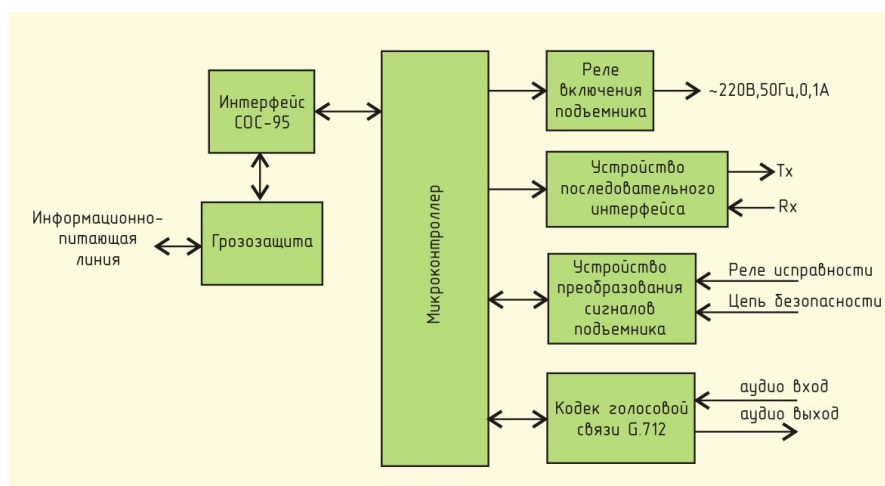 Информационно-
питающая
линия
Интерфейс
СОС-95
Грозозащита
Микроконтроллер
Реле
включения
подъемника
~220В,50Гц,0,1А
Устройство
последовательного
интерфейса
Tx
Rx
Устройство
преобразования
сигналов
подъемника
Реле исправности
Цепь безопасности
Кодек голосовой
связи G.712
аудио вход
аудио выход